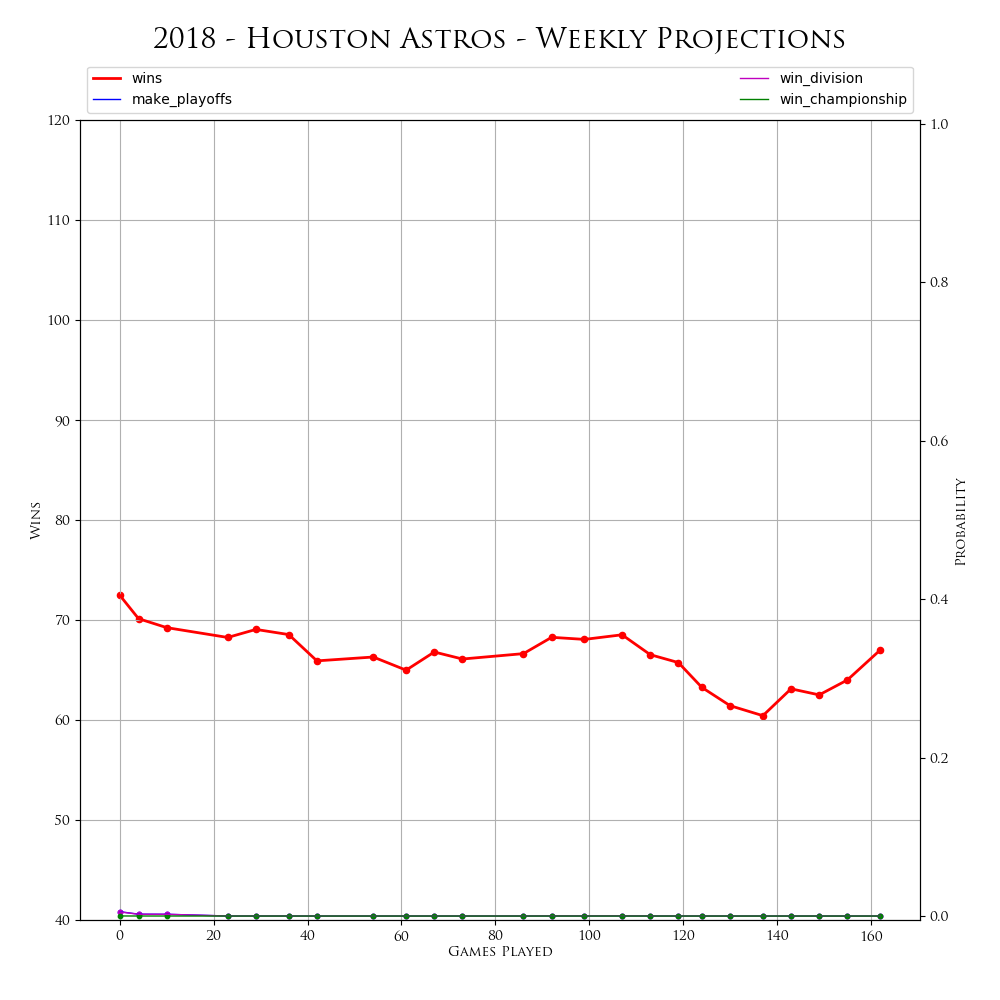 2018 - Houston Astros - Weekly Projections
wins
make_playoffs
win_division
win_championship
120
110
100
90
80
70
60
50
40
Wins
1.0
0.8
0.6
0.4
0.2
0.0
Probability
0 20 40 60 80 100 120 140 160
Games Played